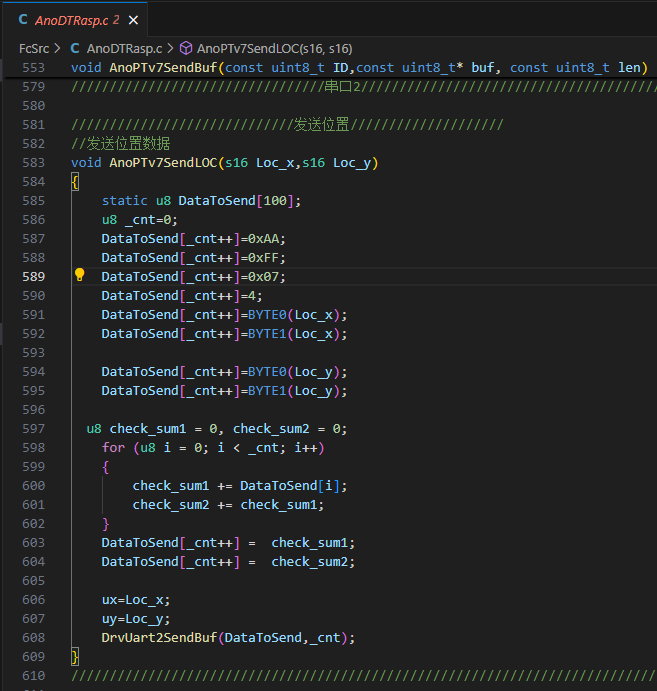 AnoDTRasp.c 2 ×
FcSrc > C AnoDTRasp.c > AnoPTv7SendLOC(s16, s16)
553 void AnoPTv7SendBuf(const uint8_t ID,const uint8_t* buf, const uint8_t len)
579 /////////////////////////////////串口2///////////////////////////////////////
580
581 /////////////////////////////发送位置////////////////////
582 //发送位置数据
583 void AnoPTv7SendLOC(s16 Loc_x,s16 Loc_y)
584 {
585 static u8 DataToSend[100];
586 u8 _cnt=0;
587 DataToSend[_cnt++]=0xAA;
588 DataToSend[_cnt++]=0xFF;
589 DataToSend[_cnt++]=0x07;
590 DataToSend[_cnt++]=4;
591 DataToSend[_cnt++]=BYTE0(Loc_x);
592 DataToSend[_cnt++]=BYTE1(Loc_x);
593
594 DataToSend[_cnt++]=BYTE0(Loc_y);
595 DataToSend[_cnt++]=BYTE1(Loc_y);
596
597 u8 check_sum1 = 0, check_sum2 = 0;
598 for (u8 i = 0; i < _cnt; i++)
599 {
600 check_sum1 += DataToSend[i];
601 check_sum2 += check_sum1;
602 }
603 DataToSend[_cnt++] = check_sum1;
604 DataToSend[_cnt++] = check_sum2;
605
606 ux=Loc_x;
607 uy=Loc_y;
608 DrvUart2SendBuf(DataToSend,_cnt);
609 }
610 ////////////////////////////////////////////////////////////////////////////